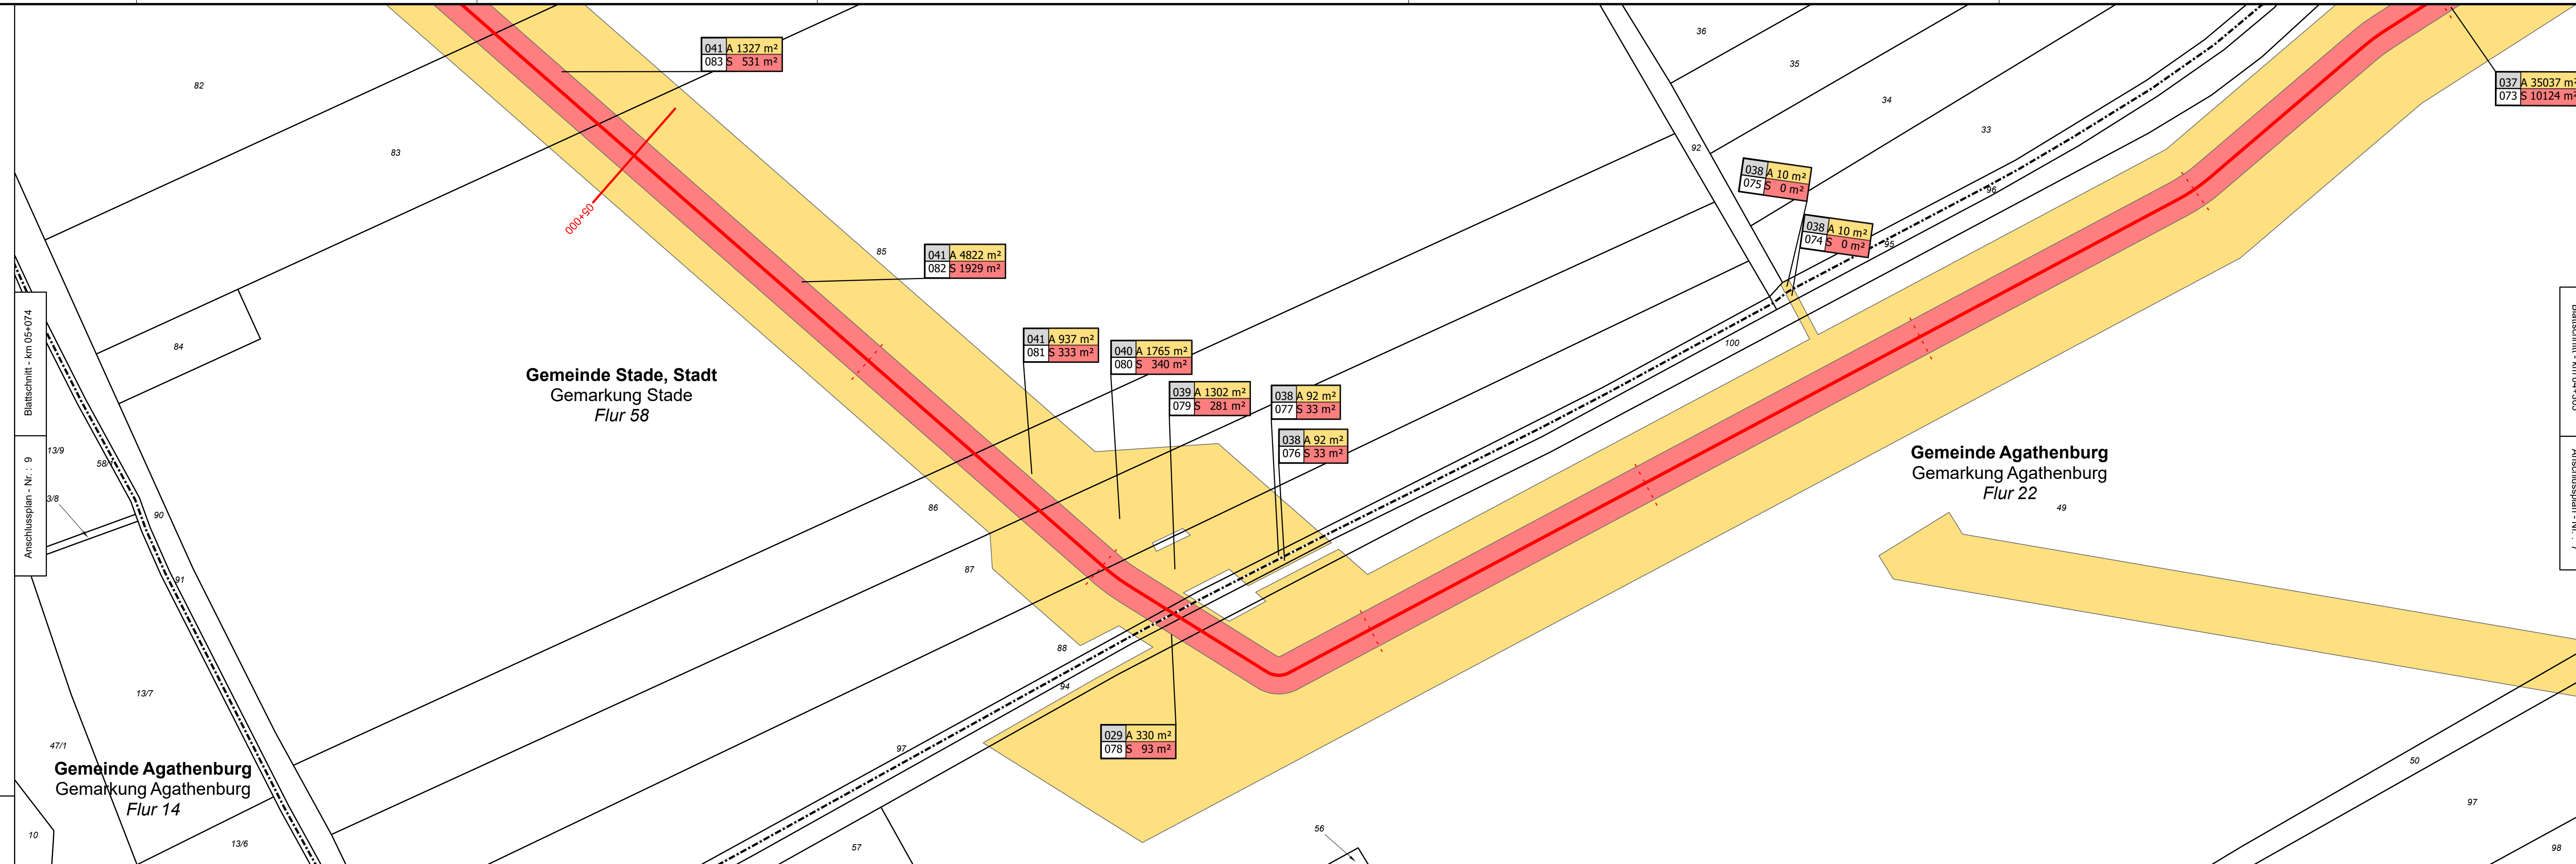 36
041 A 1327 m²
083 S 531 m²
82
35
037 A 35037 m²
073 S 10124 m²
34
33
92
83
038 A 10 m²
075 S 0 m²
96
05+000
038 A 10 m²
074 S 0 m²
95
85
041 A 4822 m²
082 S 1929 m²
Blattschnitt - km 05+074
84
100
041 A 937 m²
081 S 333 m²
040 A 1765 m²
080 S 340 m²
Gemeinde Stade, Stadt
Gemarkung Stade
Flur 58
039 A 1302 m²
079 S 281 m²
038 A 92 m²
077 S 33 m²
038 A 92 m²
076 S 33 m²
Gemeinde Agathenburg
Gemarkung Agathenburg
Flur 22
13/9
Anschlussplan - Nr. : 9
3/8
90
86
49
87
91
88
94
13/7
97
47/1
029 A 330 m²
078 S 93 m²
Gemeinde Agathenburg
Gemarkung Agathenburg
Flur 14
50
97
10
13/6
57
56
98